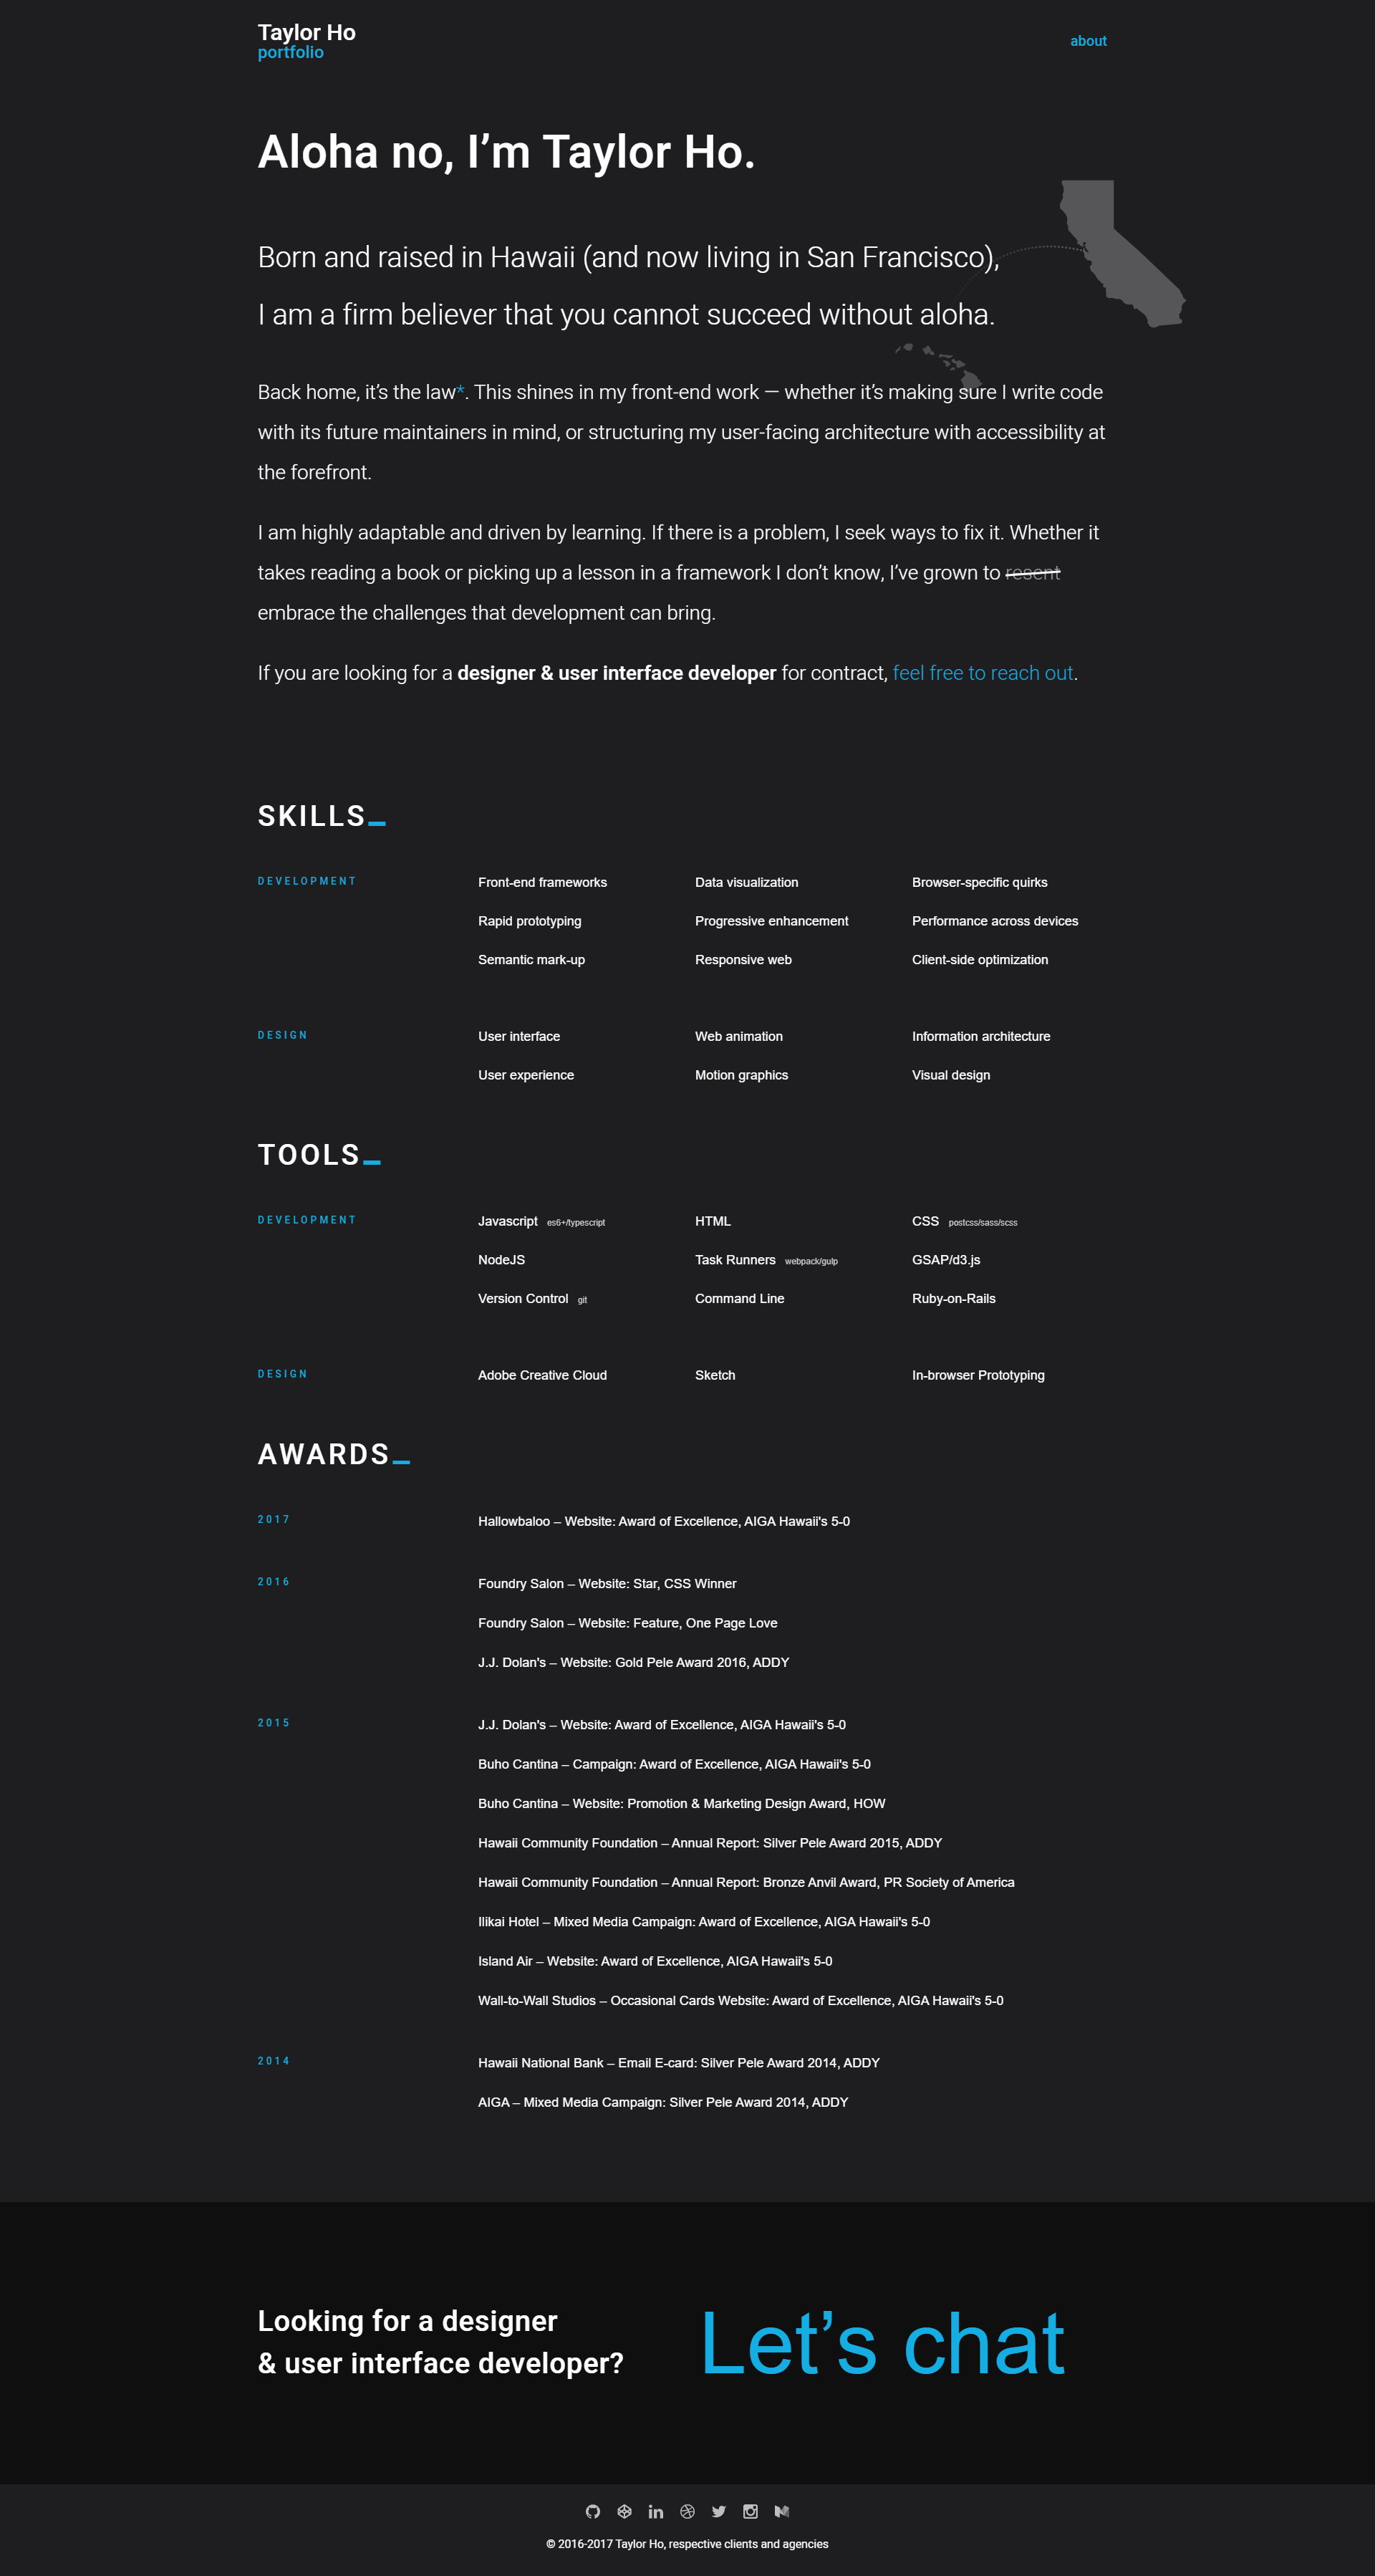 Taylor Ho
portfolio
about
Aloha no, I’m Taylor Ho.
Born and raised in Hawaii (and now living in San Francisco),
I am a firm believer that you cannot succeed without aloha.
Back home, it’s the law*. This shines in my front-end work — whether it’s making sure I write code
with its future maintainers in mind, or structuring my user-facing architecture with accessibility at
the forefront.
I am highly adaptable and driven by learning. If there is a problem, I seek ways to fix it. Whether it
takes reading a book or picking up a lesson in a framework I don’t know, I’ve grown to resent
embrace the challenges that development can bring.
If you are looking for a designer & user interface developer for contract, feel free to reach out.
SKILLS_
DEVELOPMENT
Front-end frameworks Data visualization Browser-specific quirks
Rapid prototyping Progressive enhancement Performance across devices
Semantic mark-up Responsive web Client-side optimization
DESIGN
User interface Web animation Information architecture
User experience Motion graphics Visual design
TOOLS_
DEVELOPMENT
Javascript es6+/typescript HTML CSS postcss/sass/scss
NodeJS Task Runners webpack/gulp GSAP/d3.js
Version Control git Command Line Ruby-on-Rails
DESIGN
Adobe Creative Cloud Sketch In-browser Prototyping
AWARDS_
2017
Hallowbaloo – Website: Award of Excellence, AIGA Hawaii's 5-0
2016
Foundry Salon – Website: Star, CSS Winner
Foundry Salon – Website: Feature, One Page Love
J.J. Dolan's – Website: Gold Pele Award 2016, ADDY
2015
J.J. Dolan's – Website: Award of Excellence, AIGA Hawaii's 5-0
Buho Cantina – Campaign: Award of Excellence, AIGA Hawaii's 5-0
Buho Cantina – Website: Promotion & Marketing Design Award, HOW
Hawaii Community Foundation – Annual Report: Silver Pele Award 2015, ADDY
Hawaii Community Foundation – Annual Report: Bronze Anvil Award, PR Society of America
Ilikai Hotel – Mixed Media Campaign: Award of Excellence, AIGA Hawaii's 5-0
Island Air – Website: Award of Excellence, AIGA Hawaii's 5-0
Wall-to-Wall Studios – Occasional Cards Website: Award of Excellence, AIGA Hawaii's 5-0
2014
Hawaii National Bank – Email E-card: Silver Pele Award 2014, ADDY
AIGA – Mixed Media Campaign: Silver Pele Award 2014, ADDY
Looking for a designer
& user interface developer?
Let’s chat
© 2016-2017 Taylor Ho, respective clients and agencies